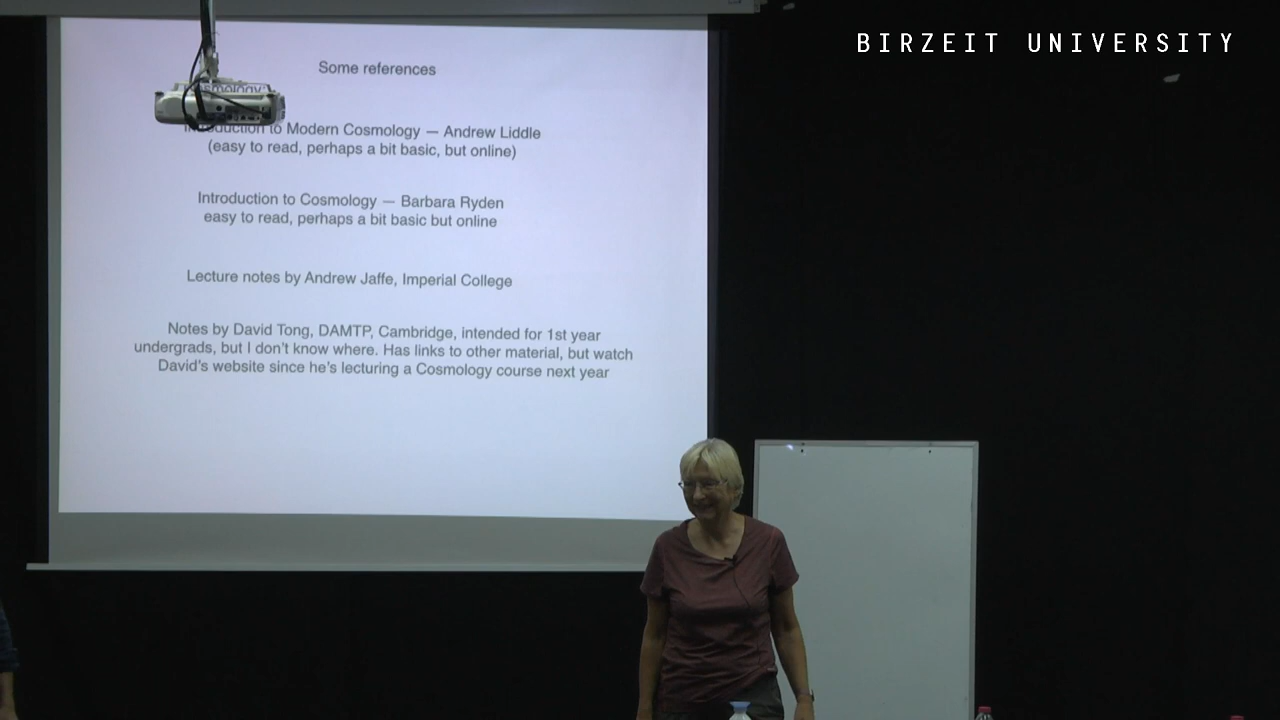 BIRZEIT UNIVERSITY
Some references
Cosmology:
Introduction to Modern Cosmology — Andrew Liddle
(easy to read, perhaps a bit basic, but online)
Introduction to Cosmology — Barbara Ryden
easy to read, perhaps a bit basic but online
Lecture notes by Andrew Jaffe, Imperial College
Notes by David Tong, DAMTP, Cambridge, intended for 1st year
undergrads, but I don't know where. Has links to other material, but watch
David's website since he's lecturing a Cosmology course next year